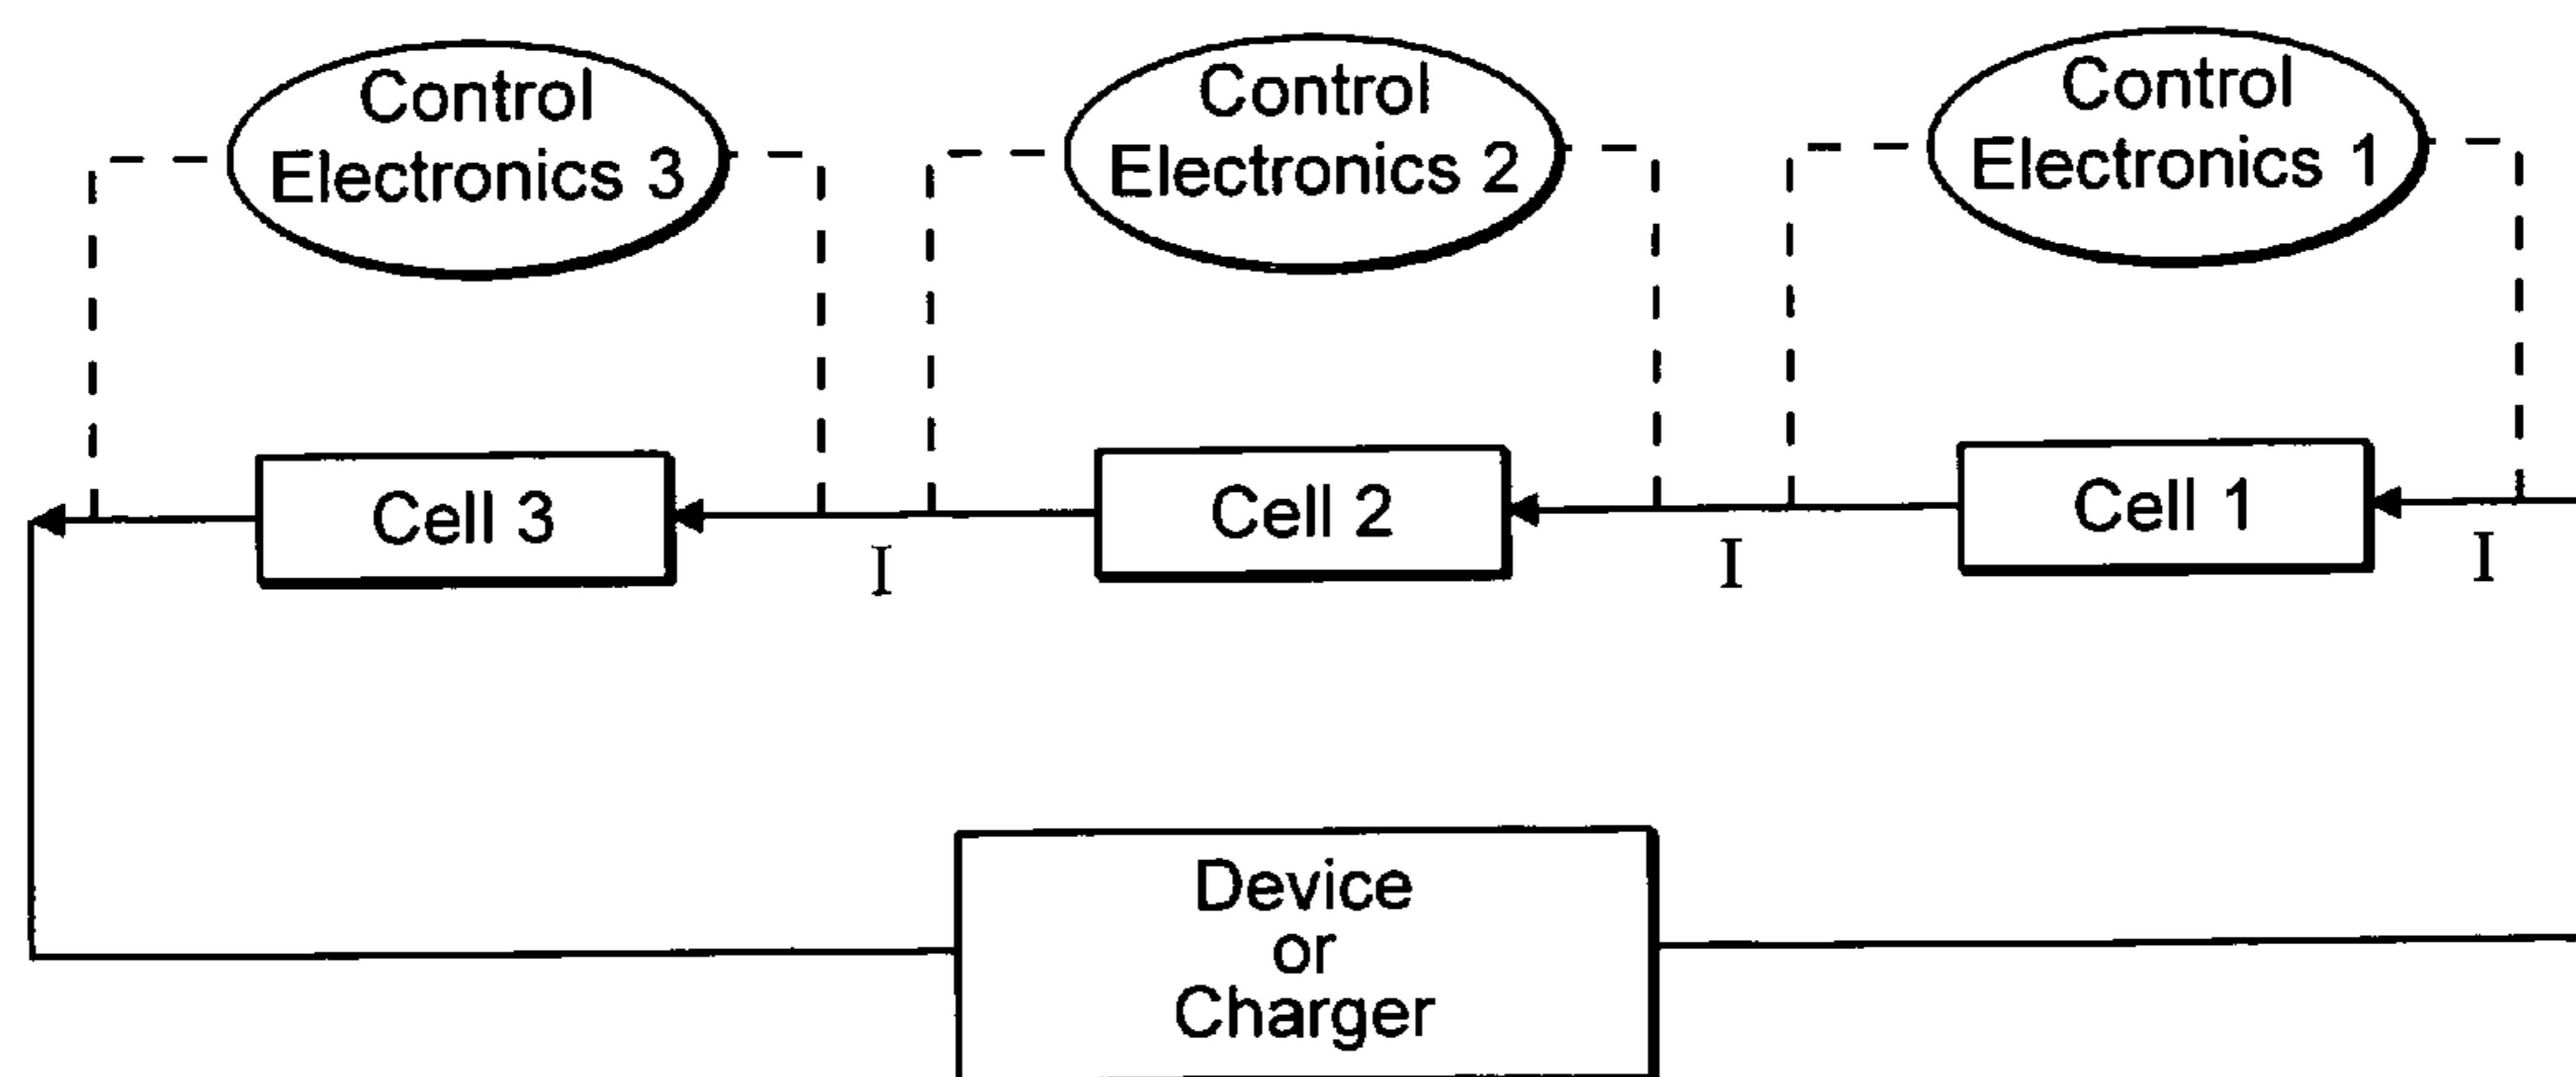 Control
Electronics 3
Control
Electronics 2
Control
Electronics 1
Cell 3
Cell 2
Cell 1
I
I
I
Device
or
Charger